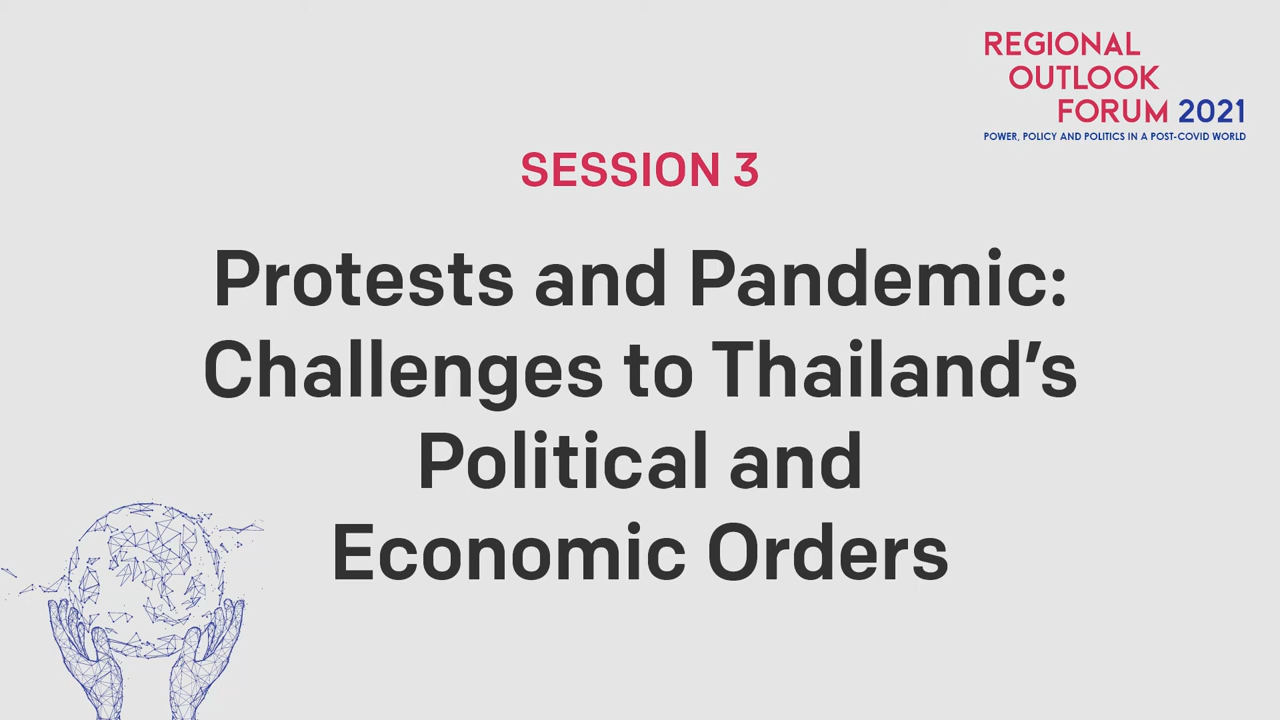 REGIONAL
OUTLOOK
FORUM 2021
POWER, POLICY AND POLITICS IN A POST-COVID WORLD
SESSION 3
Protests and Pandemic:
Challenges to Thailand’s
Political and
Economic Orders